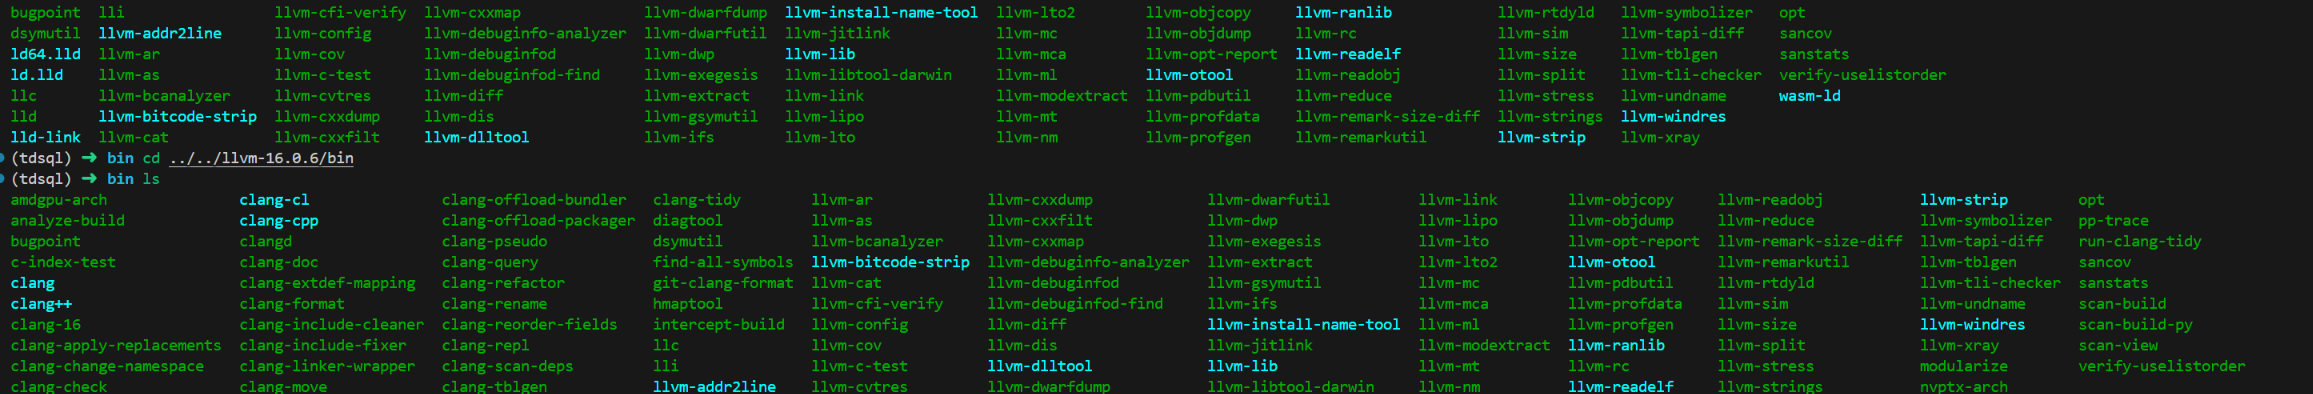 bugpoint lli llvm-cfi-verify llvm-cxxmap llvm-dwarfdump llvm-install-name-tool llvm-lto2 llvm-objcopy llvm-ranlib llvm-rtdyld llvm-symbolizer opt
dsymutil llvm-addr2line llvm-config llvm-debuginfo-analyzer llvm-dwarfutil llvm-jitlink llvm-mc llvm-objdump llvm-rc llvm-sim llvm-tapi-diff sancov
ld64.lld llvm-ar llvm-cov llvm-debuginfod llvm-dwp llvm-lib llvm-mca llvm-opt-report llvm-readelf llvm-size llvm-tblgen sanstats
ld.lld llvm-as llvm-c-test llvm-debuginfod-find llvm-exegesis llvm-libtool-darwin llvm-ml llvm-otool llvm-readobj llvm-split llvm-tli-checker verify-uselistorder
llc llvm-bcanalyzer llvm-cvtres llvm-diff llvm-extract llvm-link llvm-modextract llvm-pdbutil llvm-reduce llvm-stress llvm-undname wasm-ld
lld llvm-bitcode-strip llvm-cxxdump llvm-dis llvm-gsymutil llvm-lipo llvm-mt llvm-profdata llvm-remark-size-diff llvm-strings llvm-windres
lld-link llvm-cat llvm-cxxfilt llvm-dlltool llvm-ifs llvm-lto llvm-nm llvm-profgen llvm-remarkutil llvm-strip llvm-xray
(tdsql) ➜ bin cd ../../llvm-16.0.6/bin
(tdsql) ➜ bin ls
amdgpu-arch clang-cl clang-offload-bundler clang-tidy llvm-ar llvm-cxxdump llvm-dwarfutil llvm-link llvm-objcopy llvm-readobj llvm-strip opt
analyze-build clang-cpp clang-offload-packager diagtool llvm-as llvm-cxxfilt llvm-dwp llvm-lipo llvm-objdump llvm-reduce llvm-symbolizer pp-trace
bugpoint clangd clang-pseudo dsymutil llvm-bcanalyzer llvm-cxxmap llvm-exegesis llvm-lto llvm-opt-report llvm-remark-size-diff llvm-tapi-diff run-clang-tidy
c-index-test clang-doc clang-query find-all-symbols llvm-bitcode-strip llvm-debuginfo-analyzer llvm-extract llvm-lto2 llvm-otool llvm-remarkutil llvm-tblgen sancov
clang clang-extdef-mapping clang-refactor git-clang-format llvm-cat llvm-debuginfod llvm-gsymutil llvm-mc llvm-pdbutil llvm-rtdyld llvm-tli-checker sanstats
clang++ clang-format clang-rename hmaptool llvm-cfi-verify llvm-debuginfod-find llvm-ifs llvm-mca llvm-profdata llvm-sim llvm-undname scan-build
clang-16 clang-include-cleaner clang-reorder-fields intercept-build llvm-config llvm-diff llvm-install-name-tool llvm-ml llvm-profgen llvm-size llvm-windres scan-build-py
clang-apply-replacements clang-include-fixer clang-repl llc llvm-cov llvm-dis llvm-jitlink llvm-modextract llvm-ranlib llvm-split llvm-xray scan-view
clang-change-namespace clang-linker-wrapper clang-scan-deps lli llvm-c-test llvm-dlltool llvm-lib llvm-mt llvm-rc llvm-stress modularize verify-uselistorder
clang-check clang-move clang-tblgen llvm-addr2line llvm-cvtres llvm-dwarfdump llvm-libtool-darwin llvm-nm llvm-readelf llvm-strings nvptx-arch